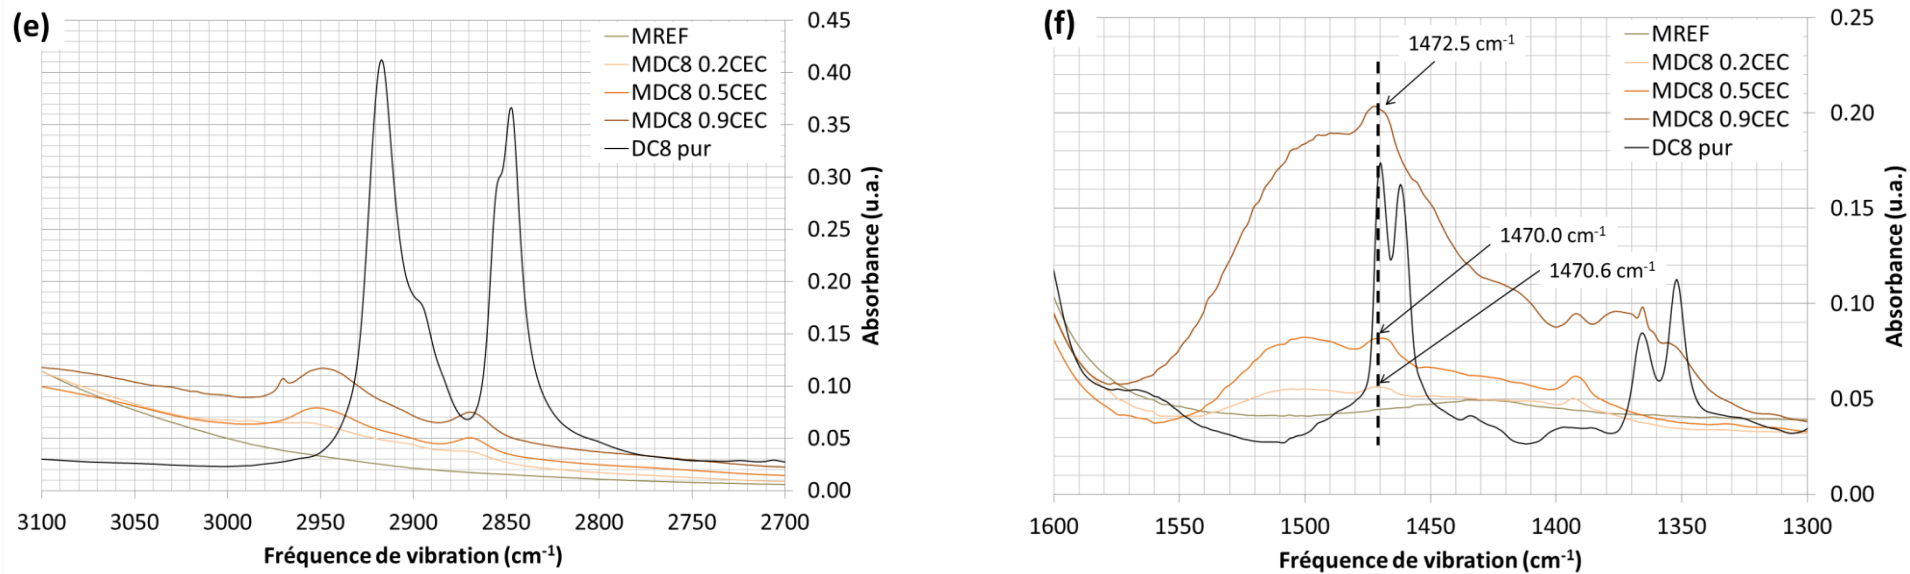 (e)
0.45
0.40
0.35
0.30
0.25
0.20
0.15
0.10
0.05
0.00
Absorbance (u.a.)
MREF
MDC8 0.2CEC
MDC8 0.5CEC
MDC8 0.9CEC
DC8 pur
3100 3050 3000 2950 2900 2850 2800 2750 2700
Fréquence de vibration (cm-1)
(f)
0.25
0.20
0.15
0.10
0.05
0.00
Absorbance (u.a.)
MREF
MDC8 0.2CEC
MDC8 0.5CEC
MDC8 0.9CEC
DC8 pur
1472.5 cm-1
1470.0 cm-1
1470.6 cm-1
1600 1550 1500 1450 1400 1350 1300
Fréquence de vibration (cm-1)